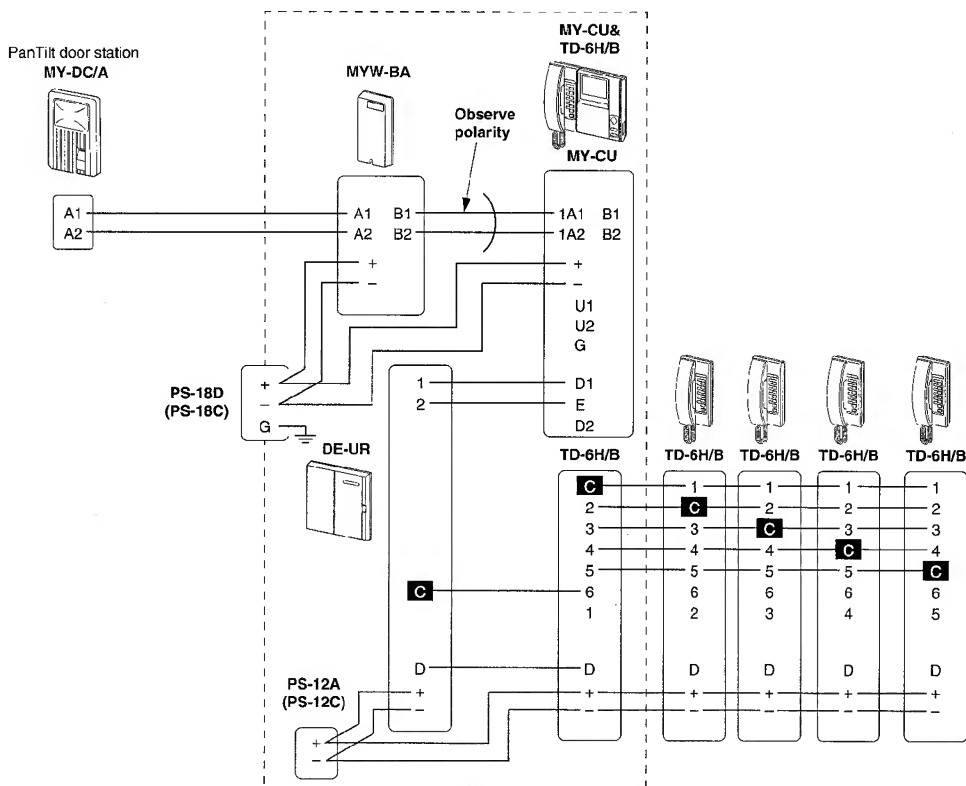 PanTilt door station
MY-DC/A
A1
A2
MYW-BA
A1 B1
A2 B2
+
−
Observe
polarity
MY-CU&
TD-6H/B
MY-CU
1A1 B1
1A2 B2
+
−
U1
U2
G
D1
E
D2
PS-18D
(PS-18C)
+
−
G
DE-UR
1
2
C
D
+
−
PS-12A
(PS-12C)
+
−
TD-6H/B
C
2
3
4
5
6
1
D
+
−
TD-6H/B
1
C
3
4
5
6
2
D
+
−
TD-6H/B
1
2
C
4
5
6
3
D
+
−
TD-6H/B
1
2
3
C
5
6
4
D
+
−
TD-6H/B
1
2
3
4
C
6
5
D
+
−